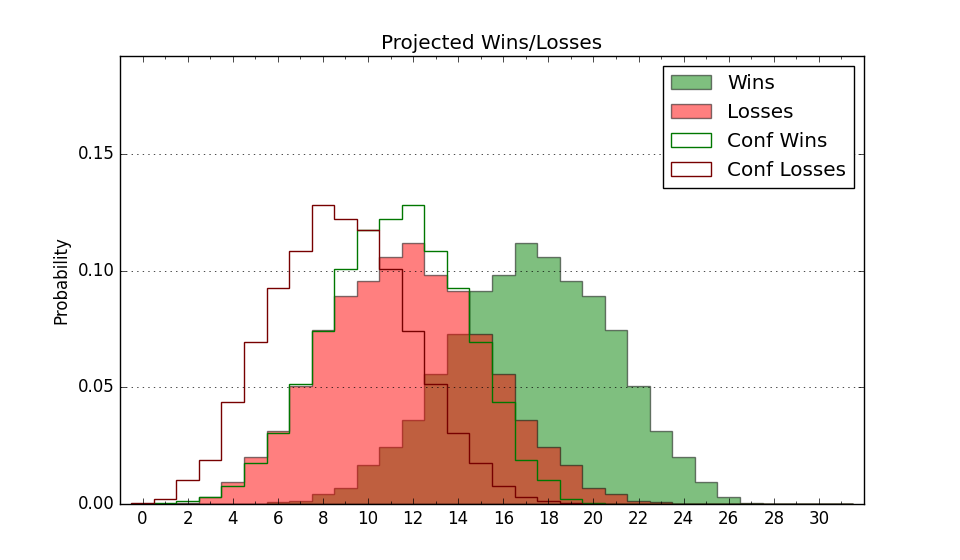 Projected Wins/Losses
Wins
Losses
Conf Wins
Conf Losses
Probability
0.15
0.10
0.05
0.00
0 2 4 6 8 10 12 14 16 18 20 22 24 26 28 30